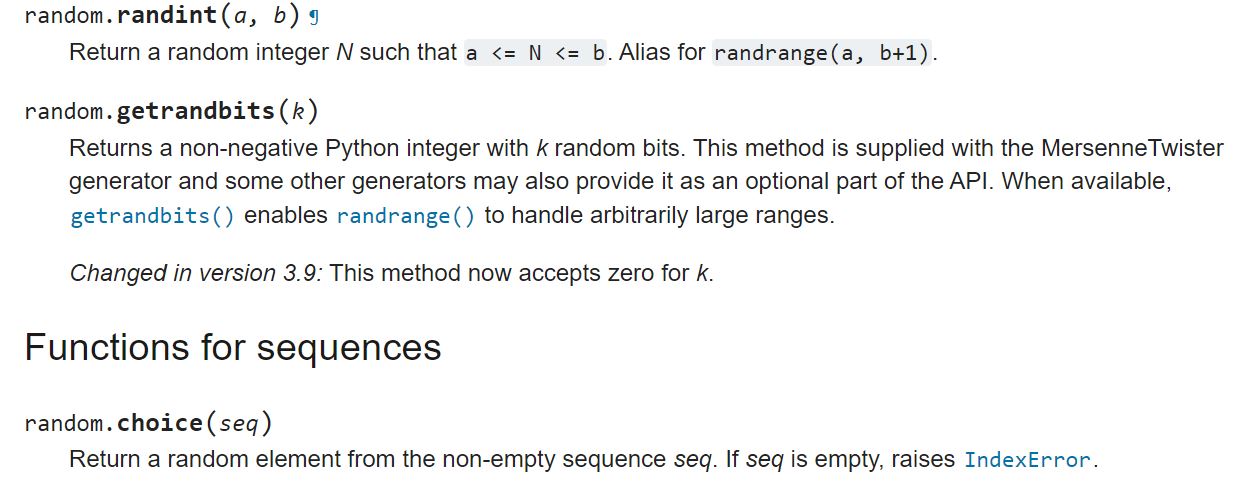 random.randint(a, b) ¶
Return a random integer N such that a <= N <= b. Alias for randrange(a, b+1).
random.getrandbits(k)
Returns a non-negative Python integer with k random bits. This method is supplied with the MersenneTwister
generator and some other generators may also provide it as an optional part of the API. When available,
getrandbits() enables randrange() to handle arbitrarily large ranges.
Changed in version 3.9: This method now accepts zero for k.
Functions for sequences
random.choice(seq)
Return a random element from the non-empty sequence seq. If seq is empty, raises IndexError.